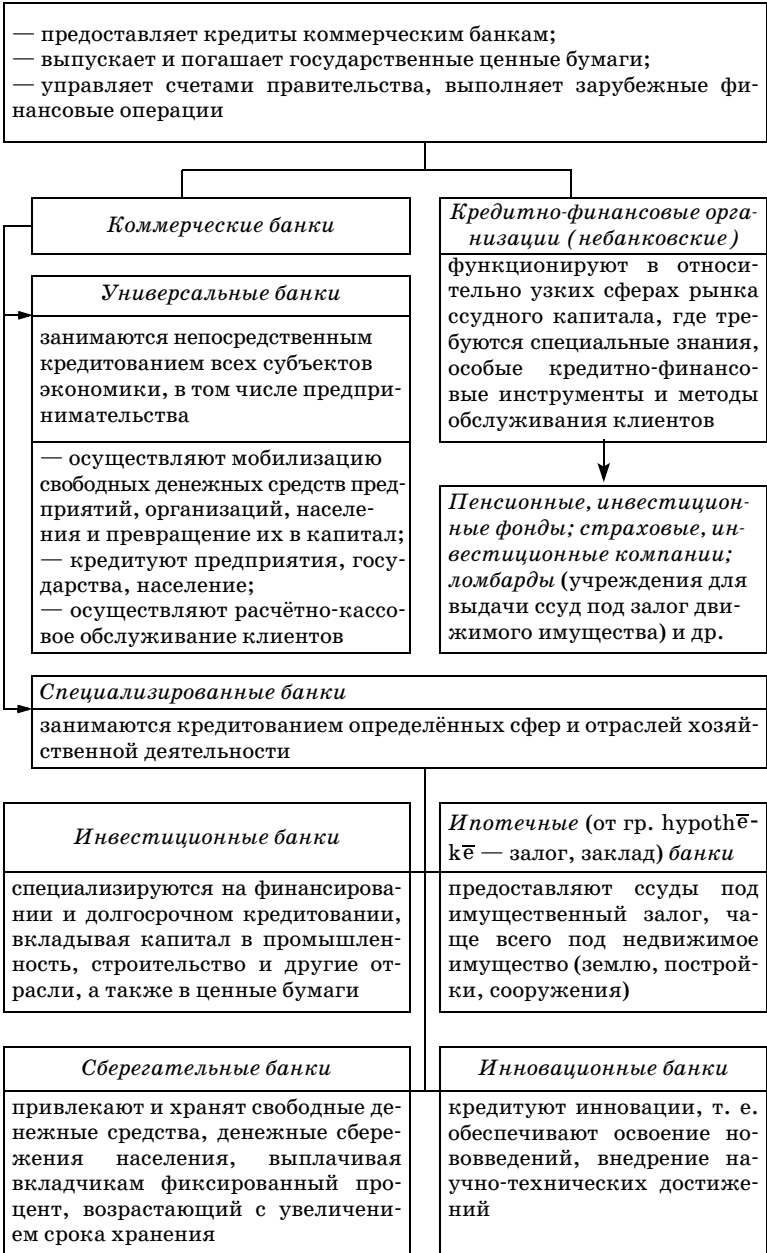 — предоставляет кредиты коммерческим банкам;
— выпускает и погашает государственные ценные бумаги;
— управляет счетами правительства, выполняет зарубежные фи-
нансовые операции
Коммерческие банки
Универсальные банки
занимаются непосредственным
кредитованием всех субъектов
экономики, в том числе предпри-
нимательства
— осуществляют мобилизацию
свободных денежных средств пред-
приятий, организаций, населе-
ния и превращение их в капитал;
— кредитуют предприятия, госу-
дарства, население;
— осуществляют расчётно-кассо-
вое обслуживание клиентов
Кредитно-финансовые орга-
низации (небанковские)
функционируют в относи-
тельно узких сферах рынка
ссудного капитала, где тре-
буются специальные знания,
особые кредитно-финансо-
вые инструменты и методы
обслуживания клиентов
Пенсионные, инвестицион-
ные фонды; страховые, ин-
вестиционные компании;
ломбарды (учреждения для
выдачи ссуд под залог дви-
жимого имущества) и др.
Специализированные банки
занимаются кредитованием определённых сфер и отраслей хозяй-
ственной деятельности
Инвестиционные банки
специализируются на финансирова-
нии и долгосрочном кредитовании,
вкладывая капитал в промышлен-
ность, строительство и другие от-
расли, а также в ценные бумаги
Ипотечные (от гр. hypothē-
kē — залог, заклад) банки
предоставляют ссуды под
имущественный залог, ча-
ще всего под недвижимое
имущество (землю, построй-
ки, сооружения)
Сберегательные банки
привлекают и хранят свободные де-
нежные средства, денежные сбере-
жения населения, выплачивая
вкладчикам фиксированный про-
цент, возрастающий с увеличени-
ем срока хранения
Инновационные банки
кредитуют инновации, т. е.
обеспечивают освоение но-
вовведений, внедрение на-
учно-технических достиже-
ний